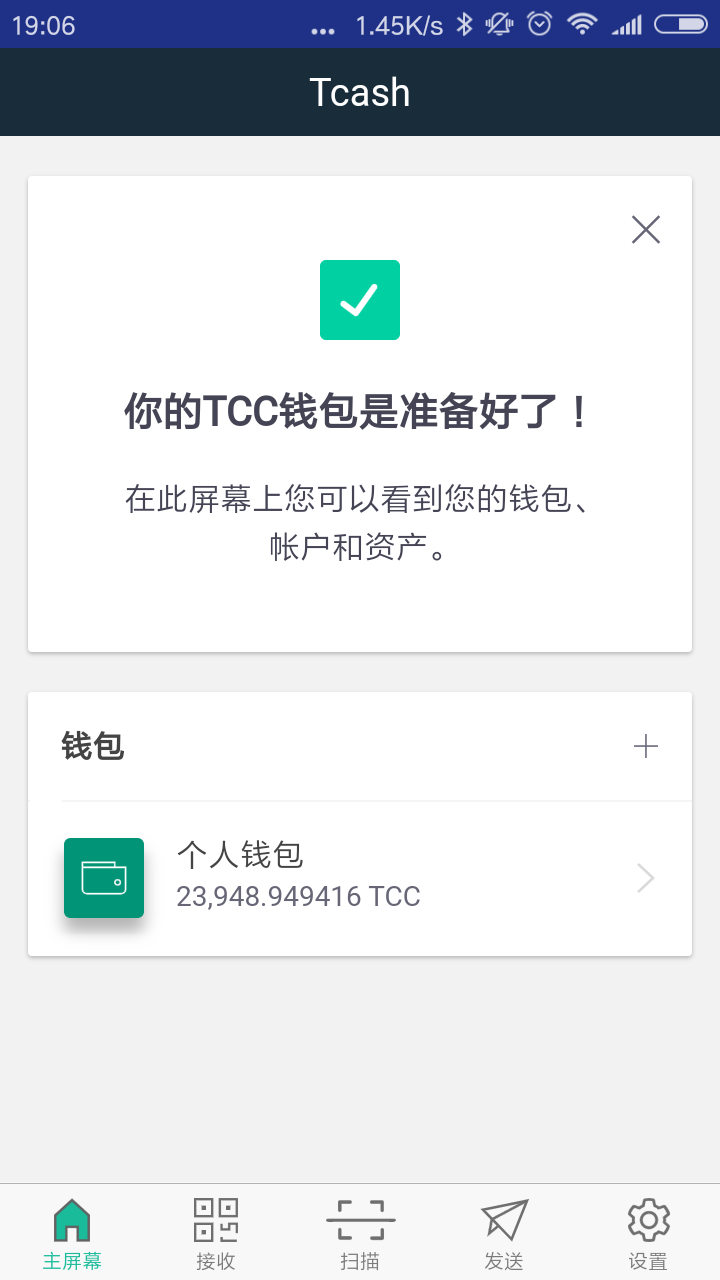 19:06 ... 1.45K/s
Tcash
你的TCC钱包是准备好了！
在此屏幕上您可以看到您的钱包、
帐户和资产。
钱包
个人钱包
23,948.949416 TCC
主屏幕 接收 扫描 发送 设置